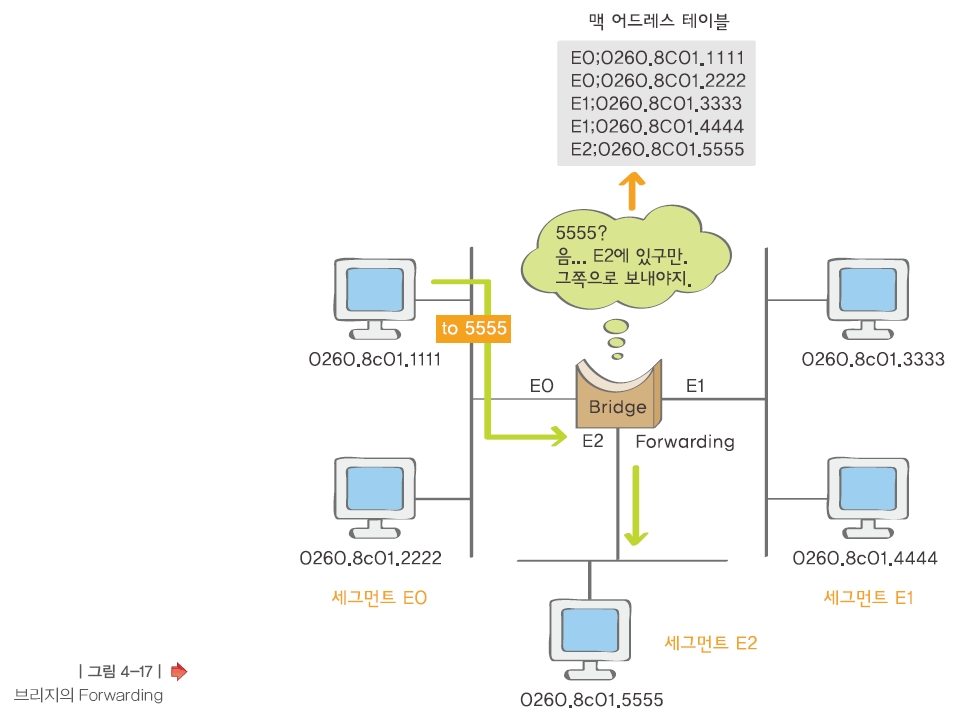 맥 어드레스 테이블
E0;0260.8C01.1111
E0;0260.8C01.2222
E1;0260.8C01.3333
E1;0260.8C01.4444
E2;0260.8C01.5555
5555?
음... E2에 있구만.
그쪽으로 보내야지.
to 5555
0260.8c01.1111
0260.8c01.3333
E0
E1
Bridge
E2
Forwarding
0260.8c01.2222
0260.8c01.4444
세그먼트 E0
세그먼트 E1
세그먼트 E2
0260.8c01.5555
| 그림 4-17 |
브리지의 Forwarding